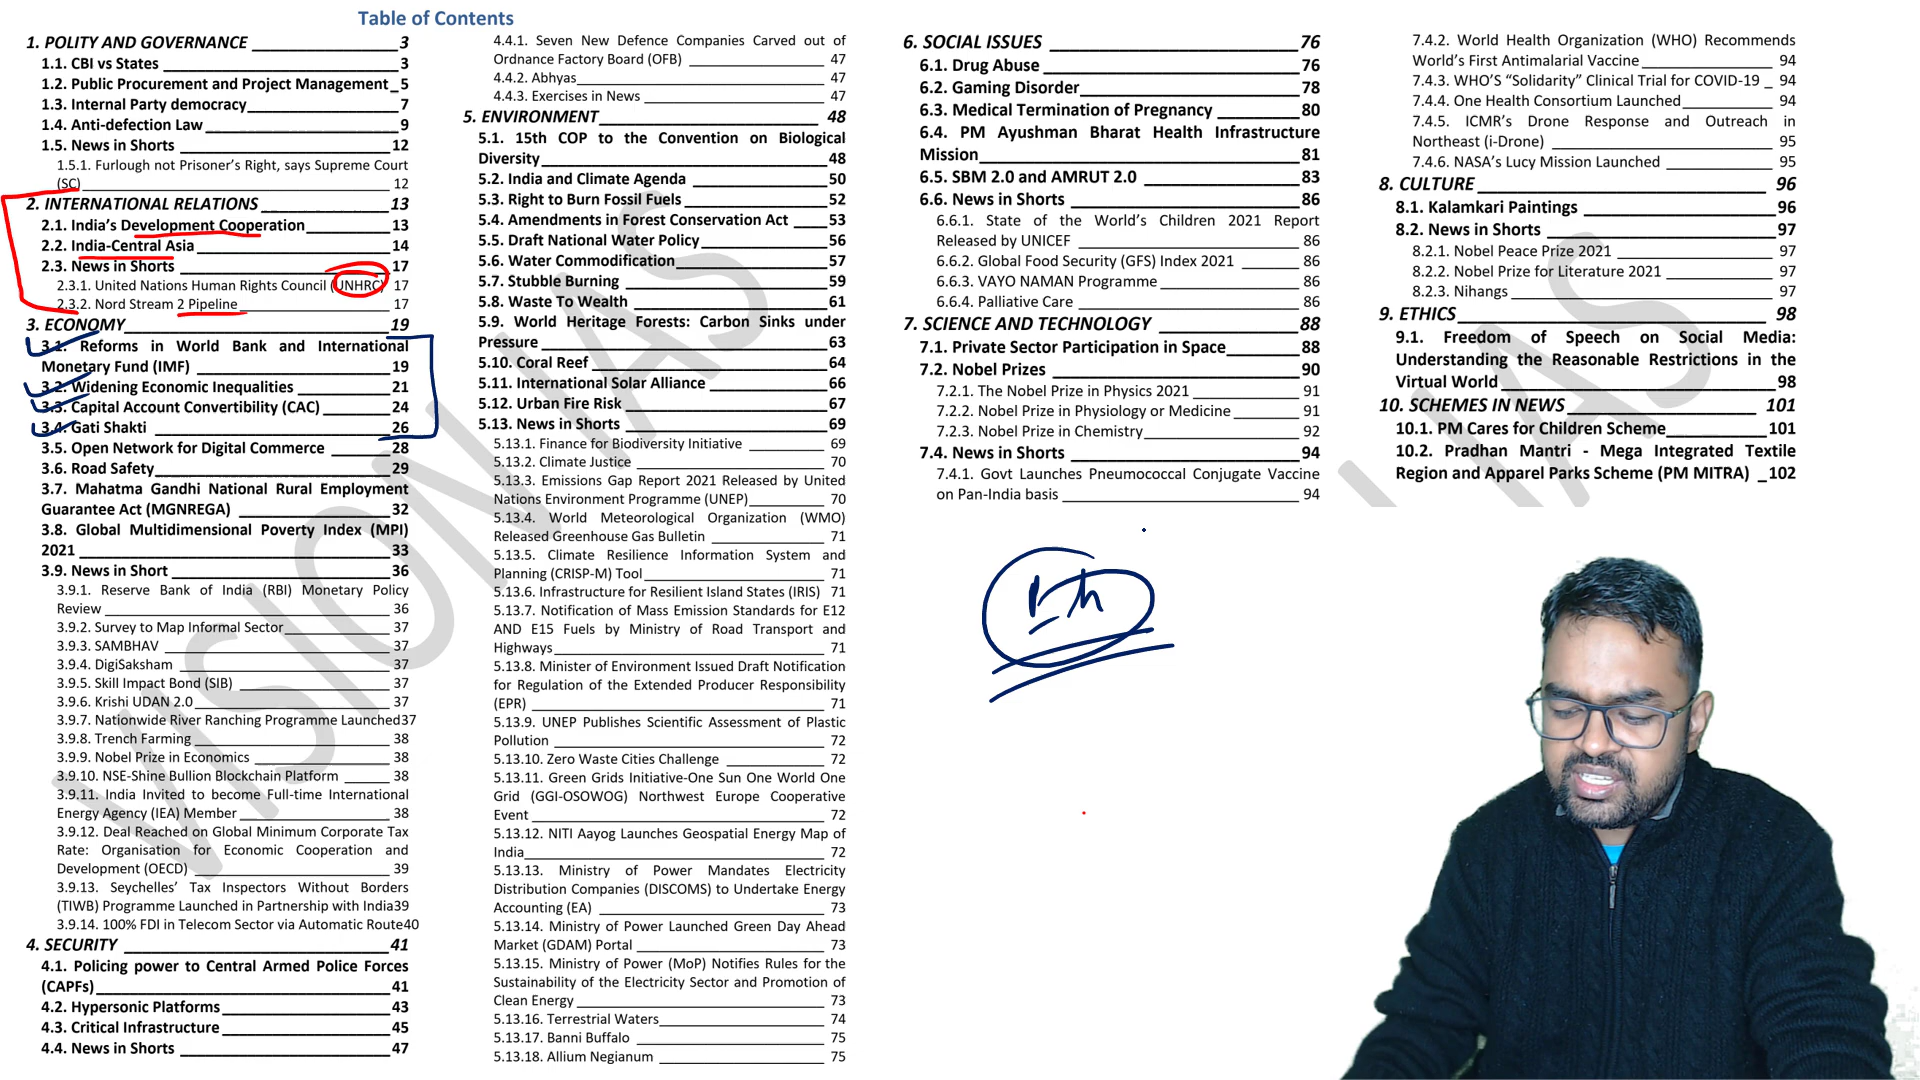 Table of Contents
1. POLITY AND GOVERNANCE 3
1.1. CBI vs States 3
1.2. Public Procurement and Project Management 5
1.3. Internal Party democracy 7
1.4. Anti-defection Law 9
1.5. News in Shorts 12
1.5.1. Furlough not Prisoner's Right, says Supreme Court
(SC) 12
2. INTERNATIONAL RELATIONS 13
2.1. India's Development Cooperation 13
2.2. India-Central Asia 14
2.3. News in Shorts 17
2.3.1. United Nations Human Rights Council (UNHRC) 17
2.3.2. Nord Stream 2 Pipeline 17
3. ECONOMY 19
3.1. Reforms in World Bank and International
Monetary Fund (IMF) 19
3.2. Widening Economic Inequalities 21
3.3. Capital Account Convertibility (CAC) 24
3.4. Gati Shakti 26
3.5. Open Network for Digital Commerce 28
3.6. Road Safety 29
3.7. Mahatma Gandhi National Rural Employment
Guarantee Act (MGNREGA) 32
3.8. Global Multidimensional Poverty Index (MPI)
2021 33
3.9. News in Short 36
3.9.1. Reserve Bank of India (RBI) Monetary Policy
Review 36
3.9.2. Survey to Map Informal Sector 37
3.9.3. SAMBHAV 37
3.9.4. DigiSaksham 37
3.9.5. Skill Impact Bond (SIB) 37
3.9.6. Krishi UDAN 2.0 37
3.9.7. Nationwide River Ranching Programme Launched37
3.9.8. Trench Farming 38
3.9.9. Nobel Prize in Economics 38
3.9.10. NSE-Shine Bullion Blockchain Platform 38
3.9.11. India Invited to become Full-time International
Energy Agency (IEA) Member 38
3.9.12. Deal Reached on Global Minimum Corporate Tax
Rate: Organisation for Economic Cooperation and
Development (OECD) 39
3.9.13. Seychelles' Tax Inspectors Without Borders
(TIWB) Programme Launched in Partnership with India39
3.9.14. 100% FDI in Telecom Sector via Automatic Route40
4. SECURITY 41
4.1. Policing power to Central Armed Police Forces
(CAPFs) 41
4.2. Hypersonic Platforms 43
4.3. Critical Infrastructure 45
4.4. News in Shorts 47
4.4.1. Seven New Defence Companies Carved out of
Ordnance Factory Board (OFB) 47
4.4.2. Abhyas 47
4.4.3. Exercises in News 47
5. ENVIRONMENT 48
5.1. 15th COP to the Convention on Biological
Diversity 48
5.2. India and Climate Agenda 50
5.3. Right to Burn Fossil Fuels 52
5.4. Amendments in Forest Conservation Act 53
5.5. Draft National Water Policy 56
5.6. Water Commodification 57
5.7. Stubble Burning 59
5.8. Waste To Wealth 61
5.9. World Heritage Forests: Carbon Sinks under
Pressure 63
5.10. Coral Reef 64
5.11. International Solar Alliance 66
5.12. Urban Fire Risk 67
5.13. News in Shorts 69
5.13.1. Finance for Biodiversity Initiative 69
5.13.2. Climate Justice 70
5.13.3. Emissions Gap Report 2021 Released by United
Nations Environment Programme (UNEP) 70
5.13.4. World Meteorological Organization (WMO)
Released Greenhouse Gas Bulletin 71
5.13.5. Climate Resilience Information System and
Planning (CRISP-M) Tool 71
5.13.6. Infrastructure for Resilient Island States (IRIS) 71
5.13.7. Notification of Mass Emission Standards for E12
AND E15 Fuels by Ministry of Road Transport and
Highways 71
5.13.8. Minister of Environment Issued Draft Notification
for Regulation of the Extended Producer Responsibility
(EPR) 71
5.13.9. UNEP Publishes Scientific Assessment of Plastic
Pollution 72
5.13.10. Zero Waste Cities Challenge 72
5.13.11. Green Grids Initiative-One Sun One World One
Grid (GGI-OSOWOG) Northwest Europe Cooperative
Event 72
5.13.12. NITI Aayog Launches Geospatial Energy Map of
India 72
5.13.13. Ministry of Power Mandates Electricity
Distribution Companies (DISCOMS) to Undertake Energy
Accounting (EA) 73
5.13.14. Ministry of Power Launched Green Day Ahead
Market (GDAM) Portal 73
5.13.15. Ministry of Power (MoP) Notifies Rules for the
Sustainability of the Electricity Sector and Promotion of
Clean Energy 73
5.13.16. Terrestrial Waters 74
5.13.17. Banni Buffalo 75
5.13.18. Allium Negianum 75
6. SOCIAL ISSUES 76
6.1. Drug Abuse 76
6.2. Gaming Disorder 78
6.3. Medical Termination of Pregnancy 80
6.4. PM Ayushman Bharat Health Infrastructure
Mission 81
6.5. SBM 2.0 and AMRUT 2.0 83
6.6. News in Shorts 86
6.6.1. State of the World's Children 2021 Report
Released by UNICEF 86
6.6.2. Global Food Security (GFS) Index 2021 86
6.6.3. VAYO NAMAN Programme 86
6.6.4. Palliative Care 86
7. SCIENCE AND TECHNOLOGY 88
7.1. Private Sector Participation in Space 88
7.2. Nobel Prizes 90
7.2.1. The Nobel Prize in Physics 2021 91
7.2.2. Nobel Prize in Physiology or Medicine 91
7.2.3. Nobel Prize in Chemistry 92
7.4. News in Shorts 94
7.4.1. Govt Launches Pneumococcal Conjugate Vaccine
on Pan-India basis 94
7.4.2. World Health Organization (WHO) Recommends
World's First Antimalarial Vaccine 94
7.4.3. WHO'S "Solidarity" Clinical Trial for COVID-19 94
7.4.4. One Health Consortium Launched 94
7.4.5. ICMR's Drone Response and Outreach in
Northeast (i-Drone) 95
7.4.6. NASA's Lucy Mission Launched 95
8. CULTURE 96
8.1. Kalamkari Paintings 96
8.2. News in Shorts 97
8.2.1. Nobel Peace Prize 2021 97
8.2.2. Nobel Prize for Literature 2021 97
8.2.3. Nihangs 97
9. ETHICS 98
9.1. Freedom of Speech on Social Media:
Understanding the Reasonable Restrictions in the
Virtual World 98
10. SCHEMES IN NEWS 101
10.1. PM Cares for Children Scheme 101
10.2. Pradhan Mantri - Mega Integrated Textile
Region and Apparel Parks Scheme (PM MITRA) 102
VISION IAS